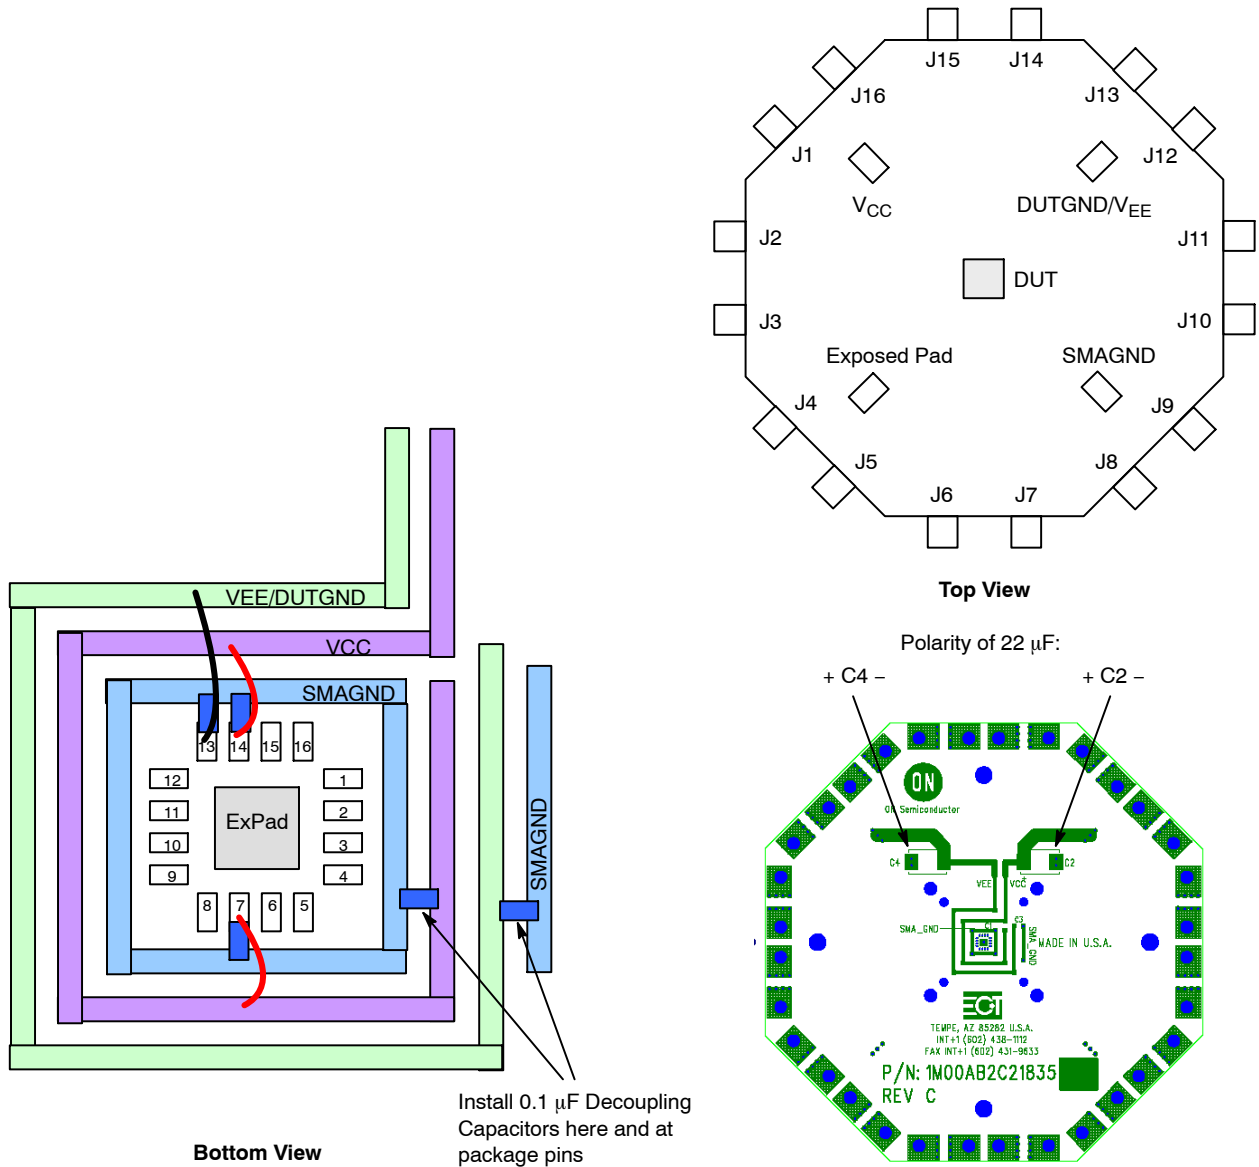 J15
J14
J16
J13
J1
J12
VCC
DUTGND/VEE
J2
J11
DUT
J3
J10
Exposed Pad
SMAGND
J4
J9
J5
J8
J6
J7
Top View
Polarity of 22 μF:
+ C4 −
+ C2 −
VEE/DUTGND
VCC
SMAGND
13
14
15
16
12
1
11
2
ExPad
10
3
9
4
8
7
6
5
SMAGND
Install 0.1 μF Decoupling
Capacitors here and at
package pins
Bottom View
ON
ON Semiconductor
C4
C2
VEE
VCC
+
C3
C1
SMA_GND
SMA_GND
MADE IN U.S.A.
EGT
TEMPE, AZ 85282 U.S.A.
INT+1 (602) 438-1112
FAX INT+1 (602) 431-9633
P/N: 1M00AB2C21835
REV C